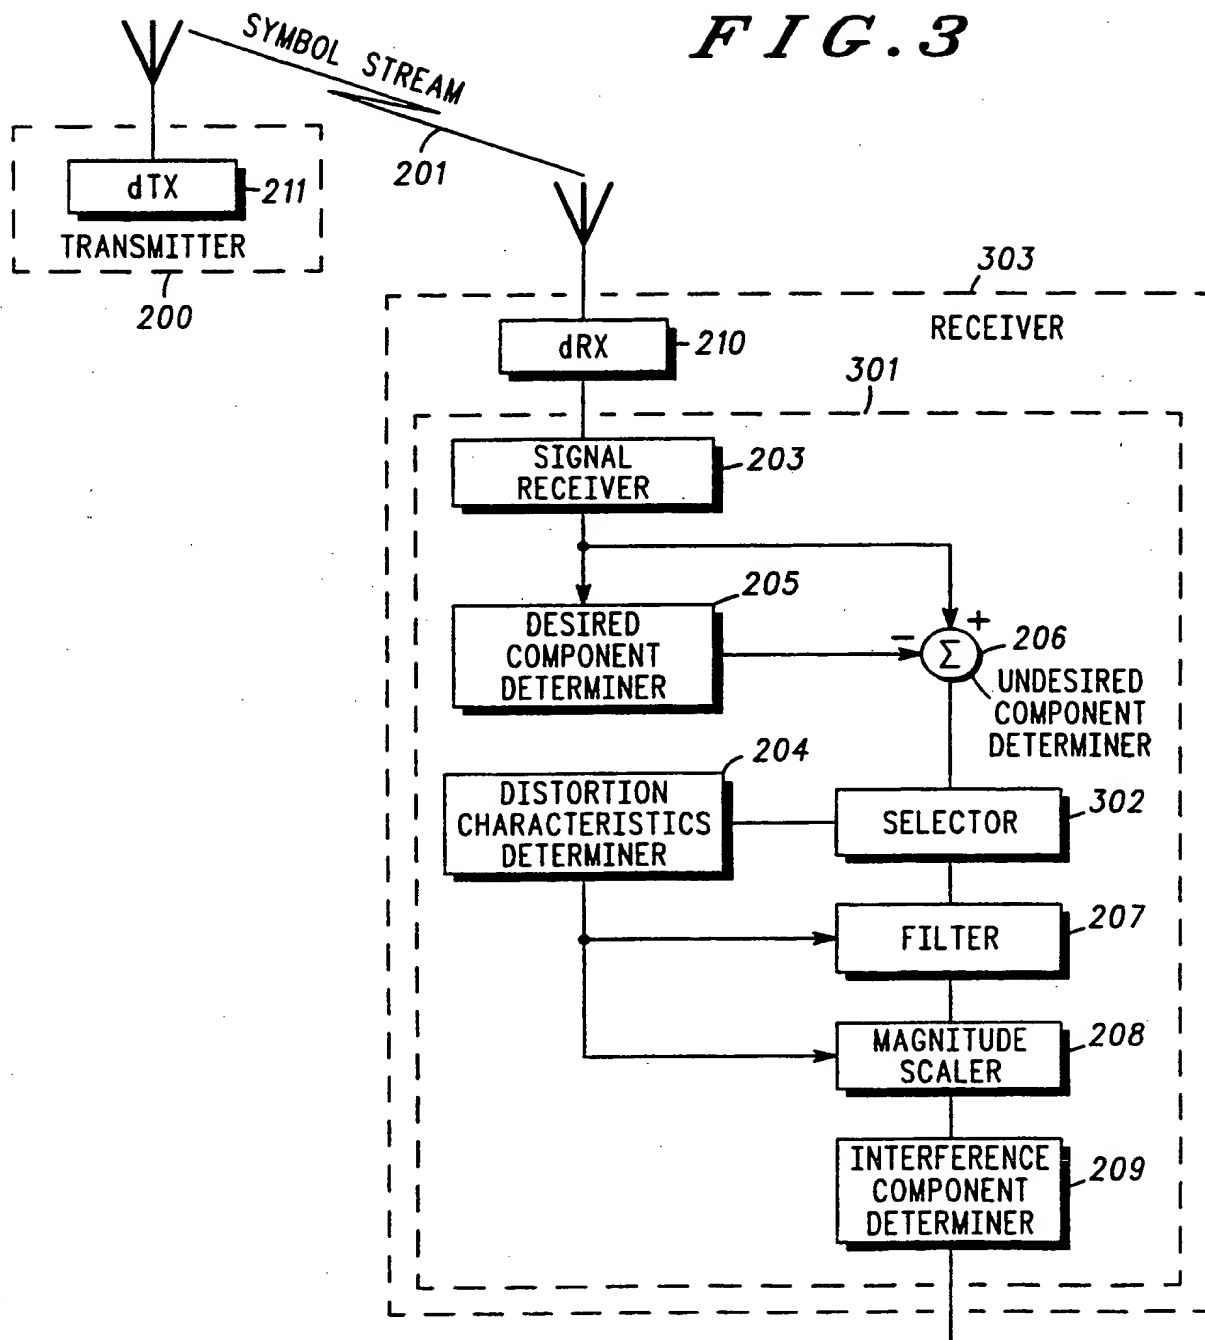 FIG.3
SYMBOL STREAM
201
dTX
211
TRANSMITTER
200
303
RECEIVER
dRX
210
301
SIGNAL
RECEIVER
203
205
DESIRED
COMPONENT
DETERMINER
+
−
Σ
206
UNDESIRED
COMPONENT
DETERMINER
204
DISTORTION
CHARACTERISTICS
DETERMINER
SELECTOR
302
FILTER
207
MAGNITUDE
SCALER
208
INTERFERENCE
COMPONENT
DETERMINER
209